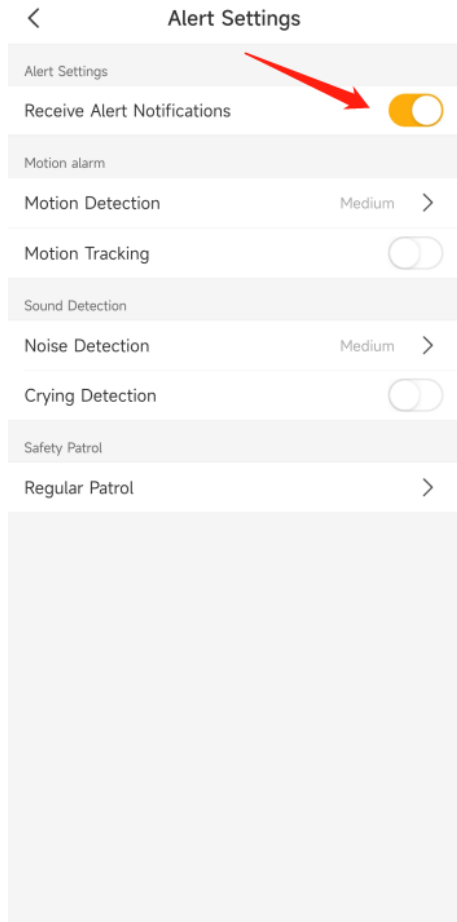 Alert Settings
Alert Settings
Receive Alert Notifications
Motion alarm
Motion Detection Medium
Motion Tracking
Sound Detection
Noise Detection Medium
Crying Detection
Safety Patrol
Regular Patrol